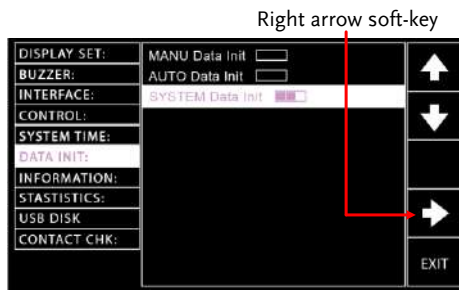 Right arrow soft-key
DISPLAY SET:
BUZZER:
INTERFACE:
CONTROL:
SYSTEM TIME:
DATA INIT:
INFORMATION:
STASTISTICS:
USB DISK
CONTACT CHK:
MANU Data Init
AUTO Data Init
SYSTEM Data Init
EXIT